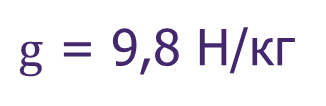 g = 9,8 Н/кг